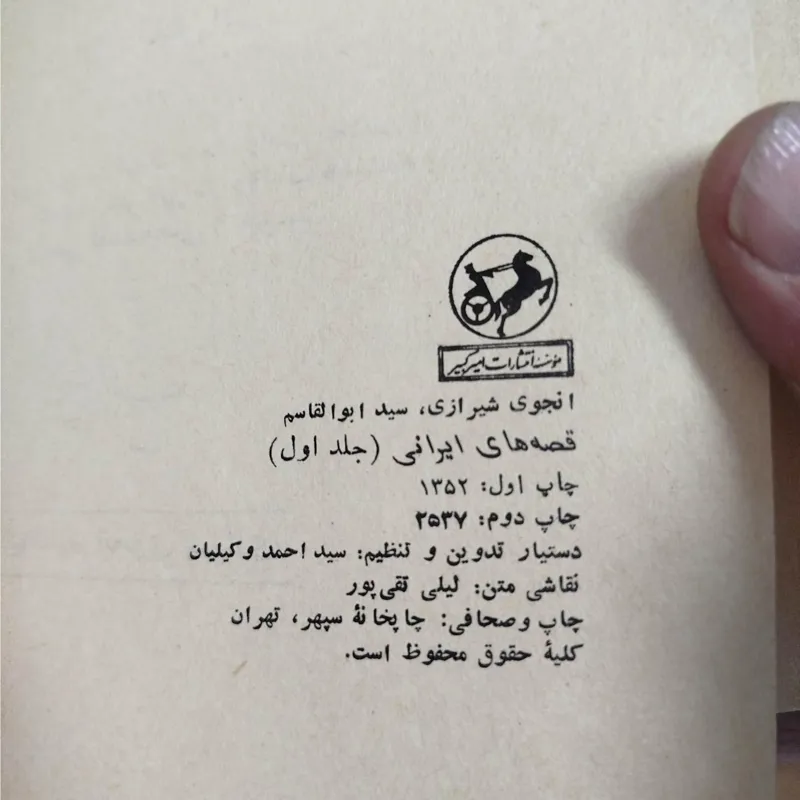 مؤسسهٔ انتشارات امیرکبیر
انجوی شیرازی، سید ابوالقاسم
قصه‌های ایرانی (جلد اول)
چاپ اول: ۱۳۵۲
چاپ دوم: ۲۵۳۷
دستیار تدوین و تنظیم: سید احمد وکیلیان
نقاشی متن: لیلی تقی‌پور
چاپ و صحافی: چاپخانهٔ سپهر، تهران
کلیهٔ حقوق محفوظ است.